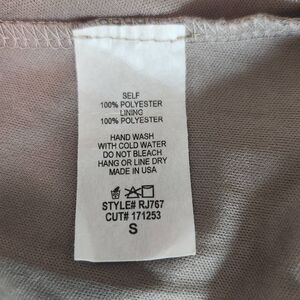 SELF
100% POLYESTER
LINING
100% POLYESTER
HAND WASH
WITH COLD WATER
DO NOT BLEACH
HANG OR LINE DRY
MADE IN USA
STYLE# RJ767
CUT# 171253
S